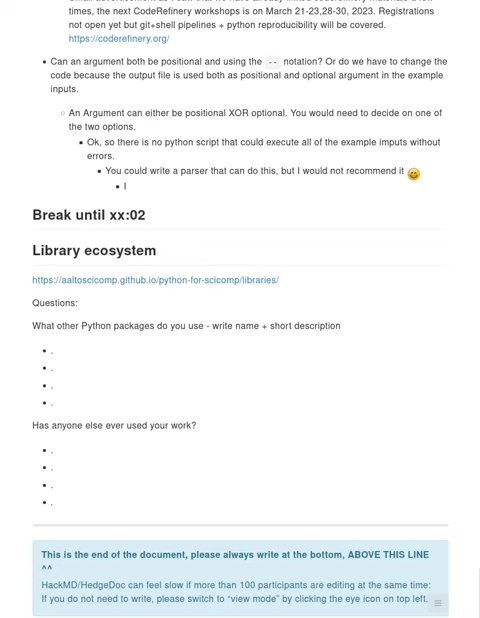 times, the next CodeRefinery workshops is on March 21-23,28-30, 2023. Registrations
not open yet but git+shell pipelines + python reproducibility will be covered.
https://coderefinery.org/
• Can an argument both be positional and using the -- notation? Or do we have to change the
code because the output file is used both as positional and optional argument in the example
inputs.
◦ An Argument can either be positional XOR optional. You would need to decide on one of
the two options.
▪ Ok, so there is no python script that could execute all of the example imputs without
errors.
▪ You could write a parser that can do this, but I would not recommend it 😊
▪ I
Break until xx:02
Library ecosystem
https://aaltoscicomp.github.io/python-for-scicomp/libraries/
Questions:
What other Python packages do you use - write name + short description
• .
• .
• .
• .
Has anyone else ever used your work?
• .
• .
• .
• .
This is the end of the document, please always write at the bottom, ABOVE THIS LINE
^^
HackMD/HedgeDoc can feel slow if more than 100 participants are editing at the same time:
If you do not need to write, please switch to “view mode” by clicking the eye icon on top left.